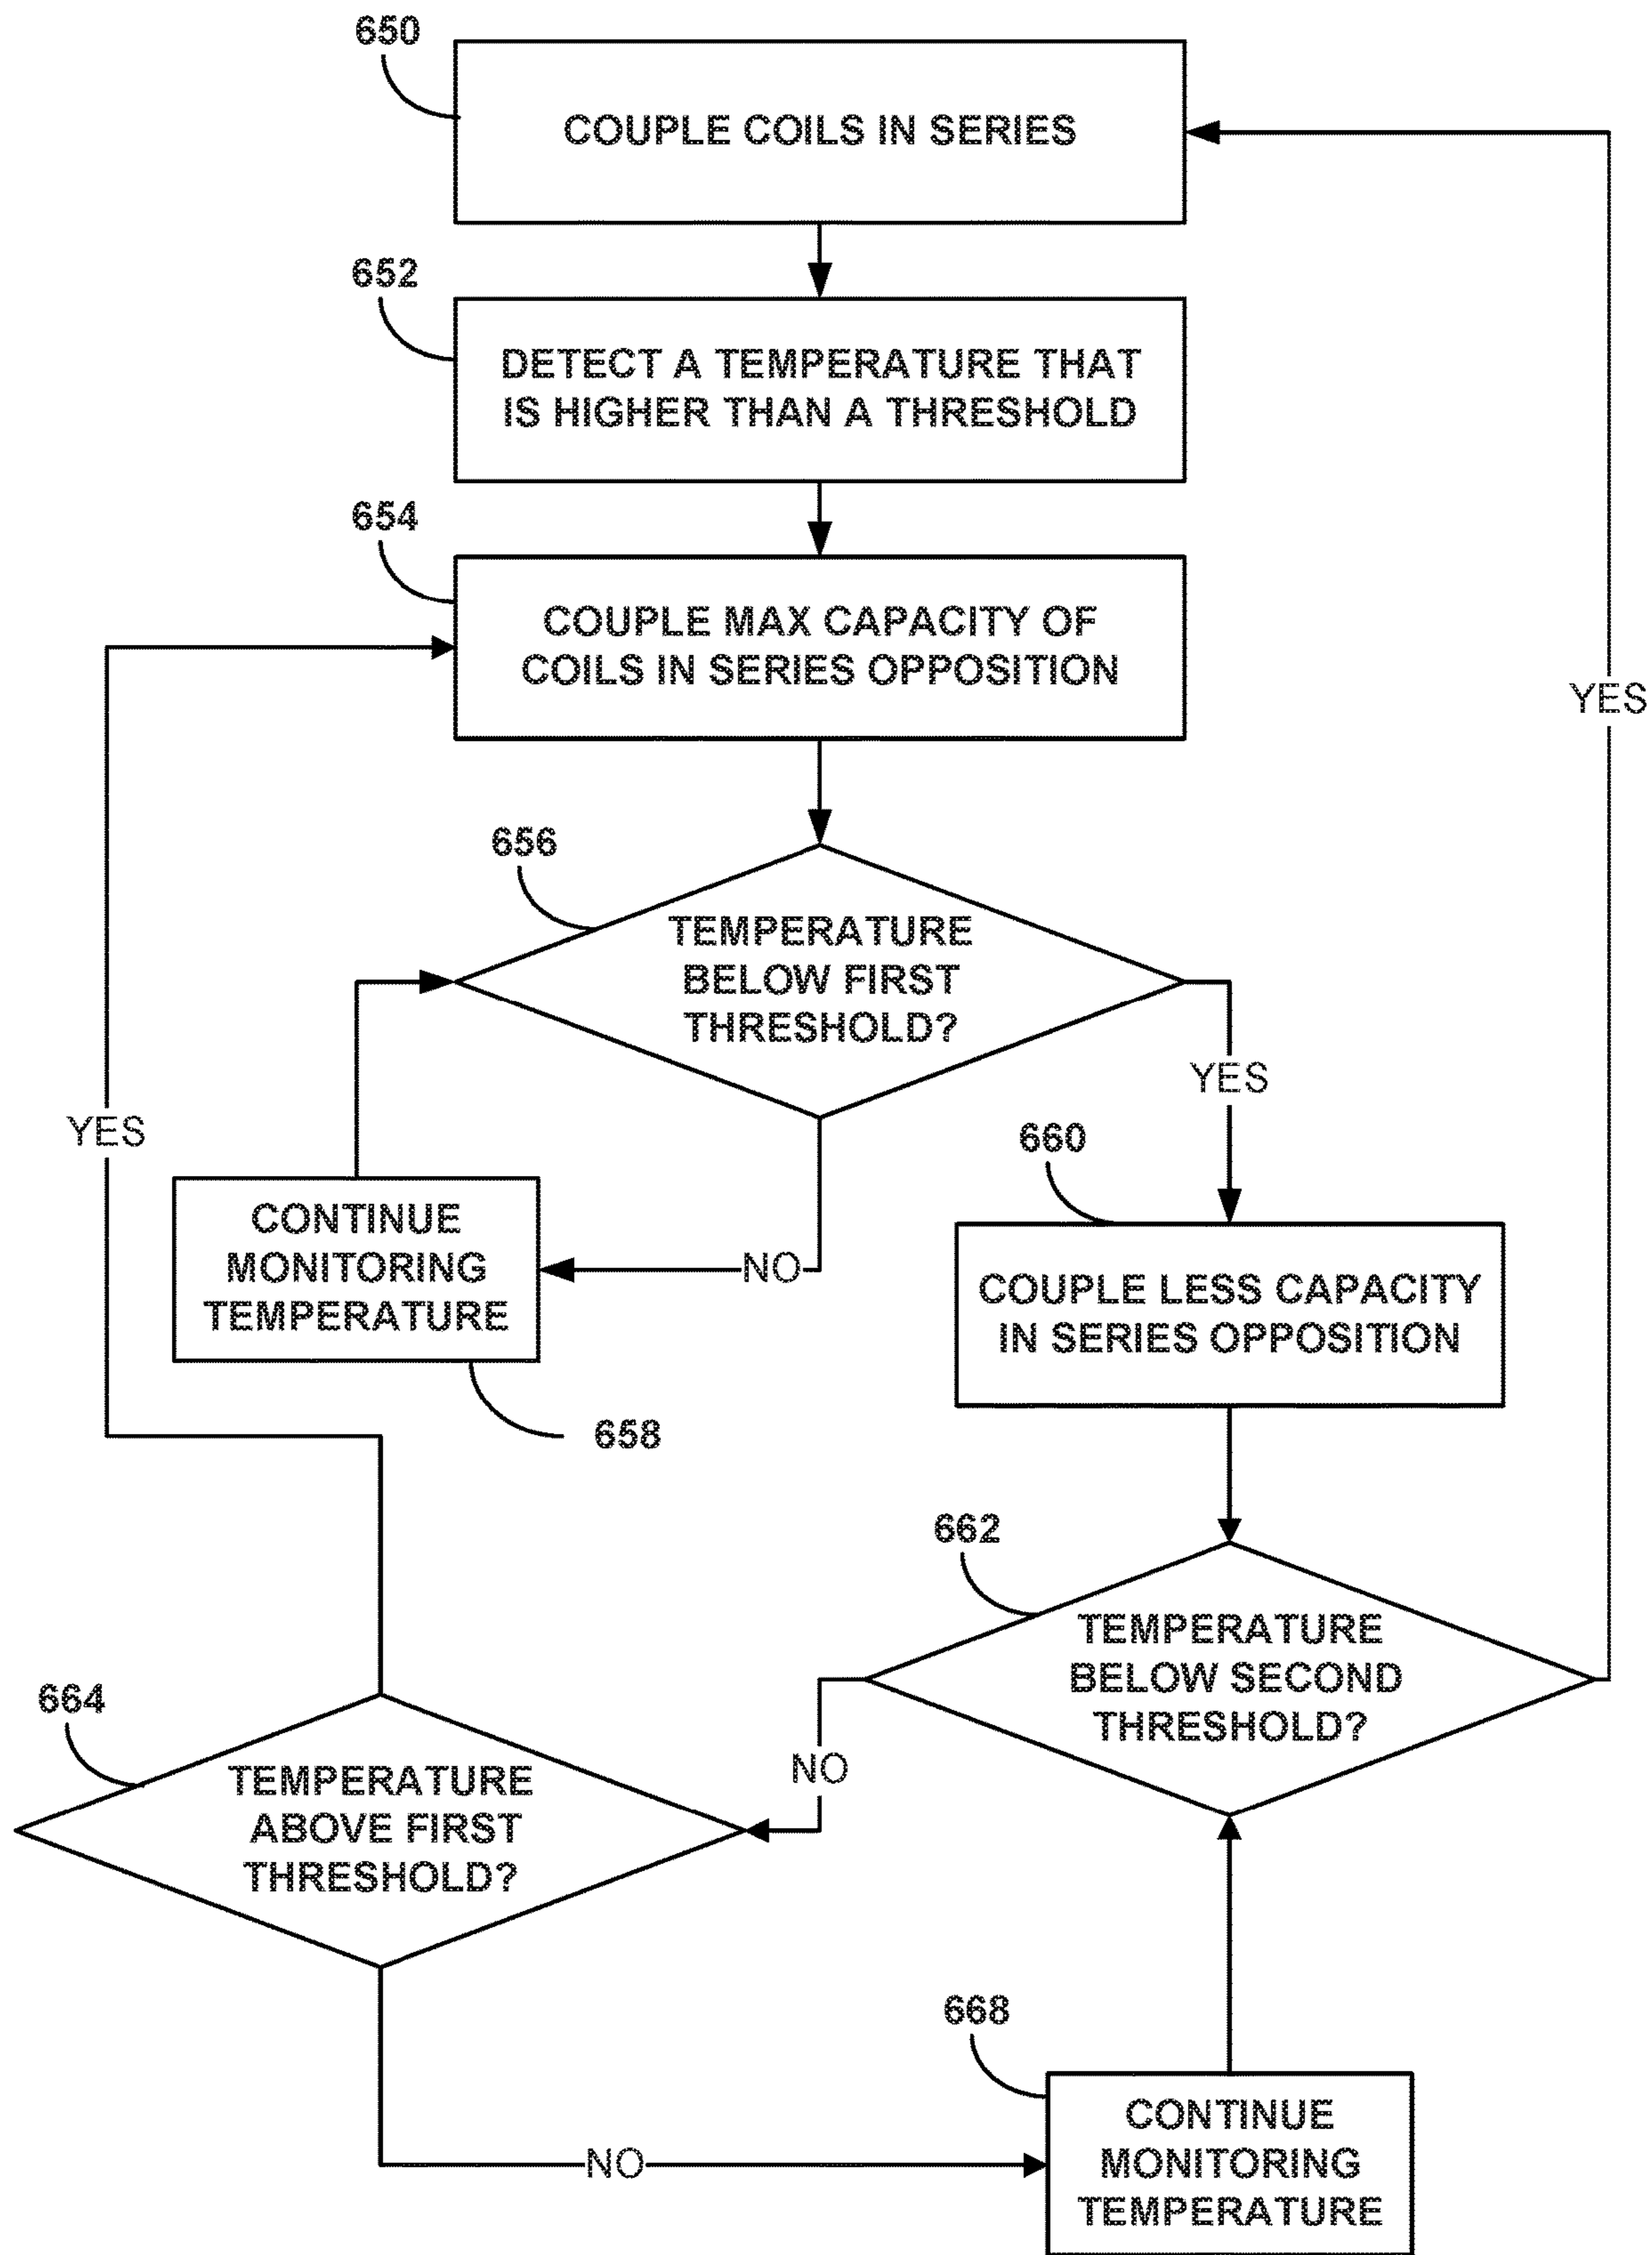 650
COUPLE COILS IN SERIES
652
DETECT A TEMPERATURE THAT
IS HIGHER THAN A THRESHOLD
654
COUPLE MAX CAPACITY OF
COILS IN SERIES OPPOSITION
YES
656
TEMPERATURE
BELOW FIRST
THRESHOLD?
YES
YES
660
CONTINUE
MONITORING
TEMPERATURE
NO
COUPLE LESS CAPACITY
IN SERIES OPPOSITION
658
662
TEMPERATURE
BELOW SECOND
THRESHOLD?
664
NO
TEMPERATURE
ABOVE FIRST
THRESHOLD?
668
NO
CONTINUE
MONITORING
TEMPERATURE